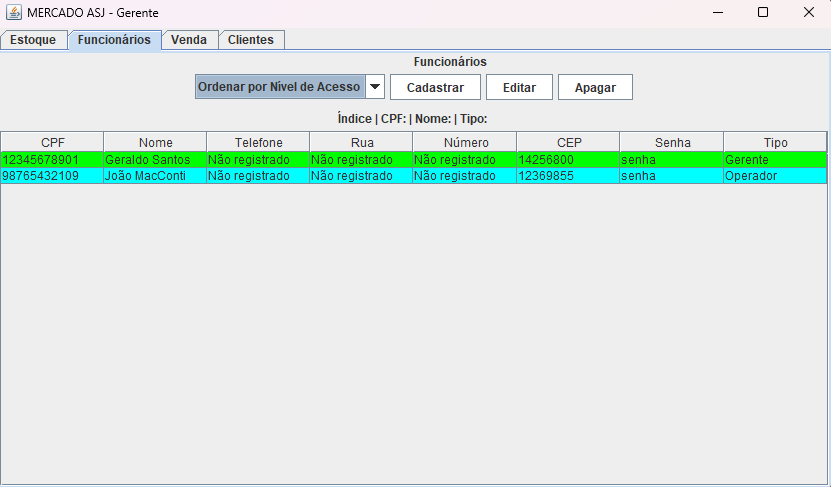 MERCADO ASJ - Gerente
Estoque Funcionários Venda Clientes
Funcionários
Ordenar por Nível de Acesso Cadastrar Editar Apagar
Índice | CPF: | Nome: | Tipo:
CPF Nome Telefone Rua Número CEP Senha Tipo
12345678901 Geraldo Santos Não registrado Não registrado Não registrado 14256800 senha Gerente
98765432109 João MacConti Não registrado Não registrado Não registrado 12369855 senha Operador